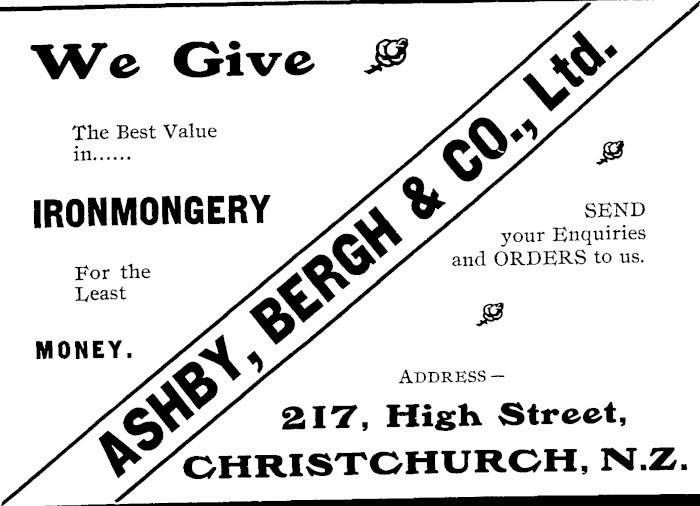 We Give
The Best Value
in......
IRONMONGERY
For the
Least
MONEY.
ASHBY, BERGH & CO., Ltd.
SEND
your Enquiries
and ORDERS to us.
ADDRESS—
217, High Street,
CHRISTCHURCH, N.Z.